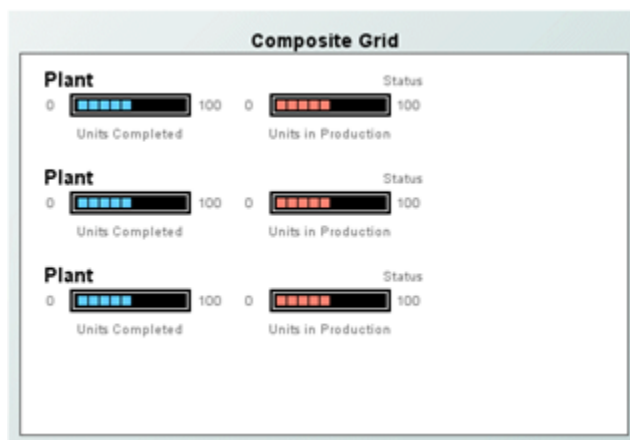 Composite Grid
Plant Status
0 100 0 100
Units Completed Units in Production
Plant Status
0 100 0 100
Units Completed Units in Production
Plant Status
0 100 0 100
Units Completed Units in Production